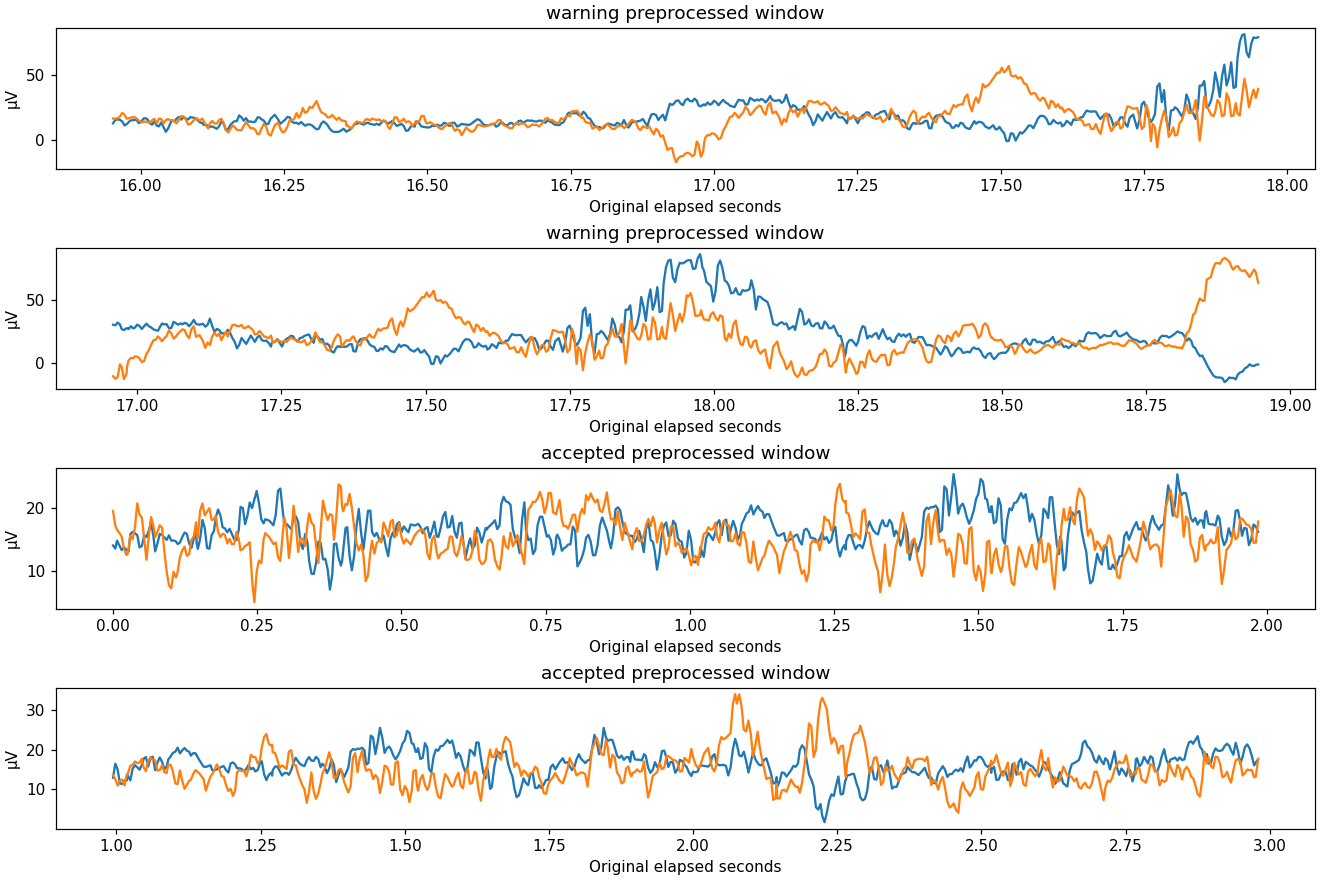 warning preprocessed window
50
0
µV
16.00 16.25 16.50 16.75 17.00 17.25 17.50 17.75 18.00
Original elapsed seconds
warning preprocessed window
50
0
µV
17.00 17.25 17.50 17.75 18.00 18.25 18.50 18.75 19.00
Original elapsed seconds
accepted preprocessed window
20
10
µV
0.00 0.25 0.50 0.75 1.00 1.25 1.50 1.75 2.00
Original elapsed seconds
accepted preprocessed window
30
20
10
µV
1.00 1.25 1.50 1.75 2.00 2.25 2.50 2.75 3.00
Original elapsed seconds